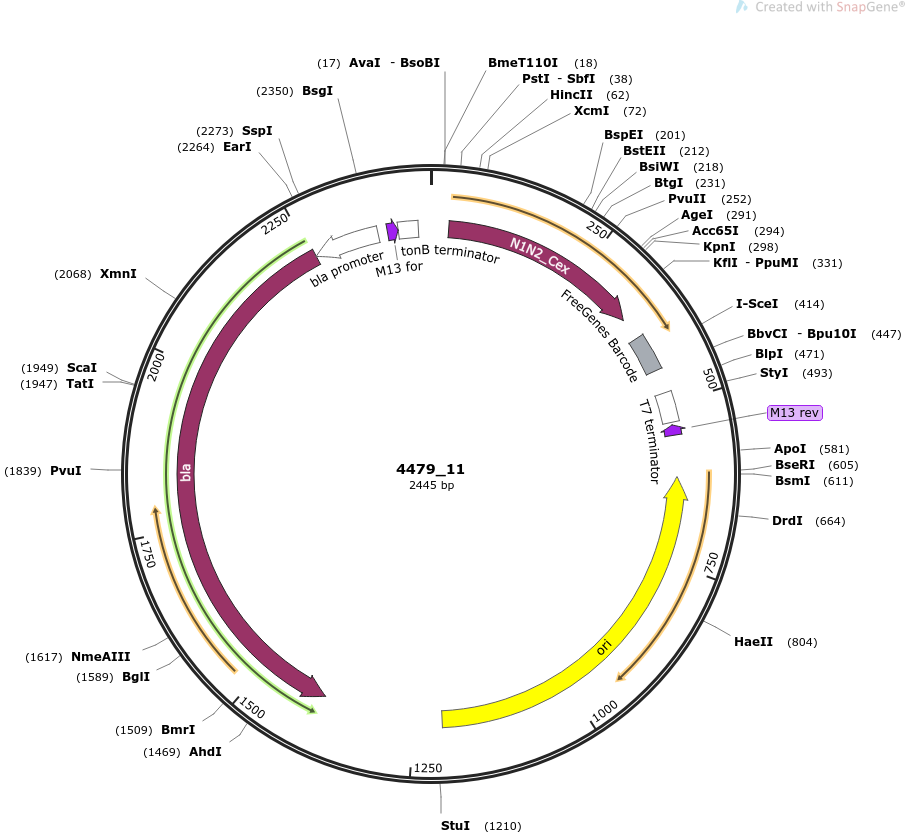 Created with SnapGene®
(17) AvaI - BsoBI
BmeT110I (18)
PstI - SbfI (38)
HincII (62)
XcmI (72)
(2350) BsgI
(2273) SspI
(2264) EarI
BspEI (201)
BstEII (212)
BsiWI (218)
BtgI (231)
PvuII (252)
AgeI (291)
Acc65I (294)
KpnI (298)
KflI - PpuMI (331)
2250
250
bla promoter
M13 for
tonB terminator
N1N2_Cex
FreeGenes Barcode
(2068) XmnI
I-SceI (414)
BbvCI - Bpu10I (447)
BlpI (471)
StyI (493)
2000
500
(1949) ScaI
(1947) TatI
T7 terminator
M13 rev
(1839) PvuI
bla
4479_11
2445 bp
ApoI (581)
BseRI (605)
BsmI (611)
DrdI (664)
1750
750
HaeII (804)
ori
(1617) NmeAIII
(1589) BglI
1500
1000
(1509) BmrI
(1469) AhdI
1250
StuI (1210)